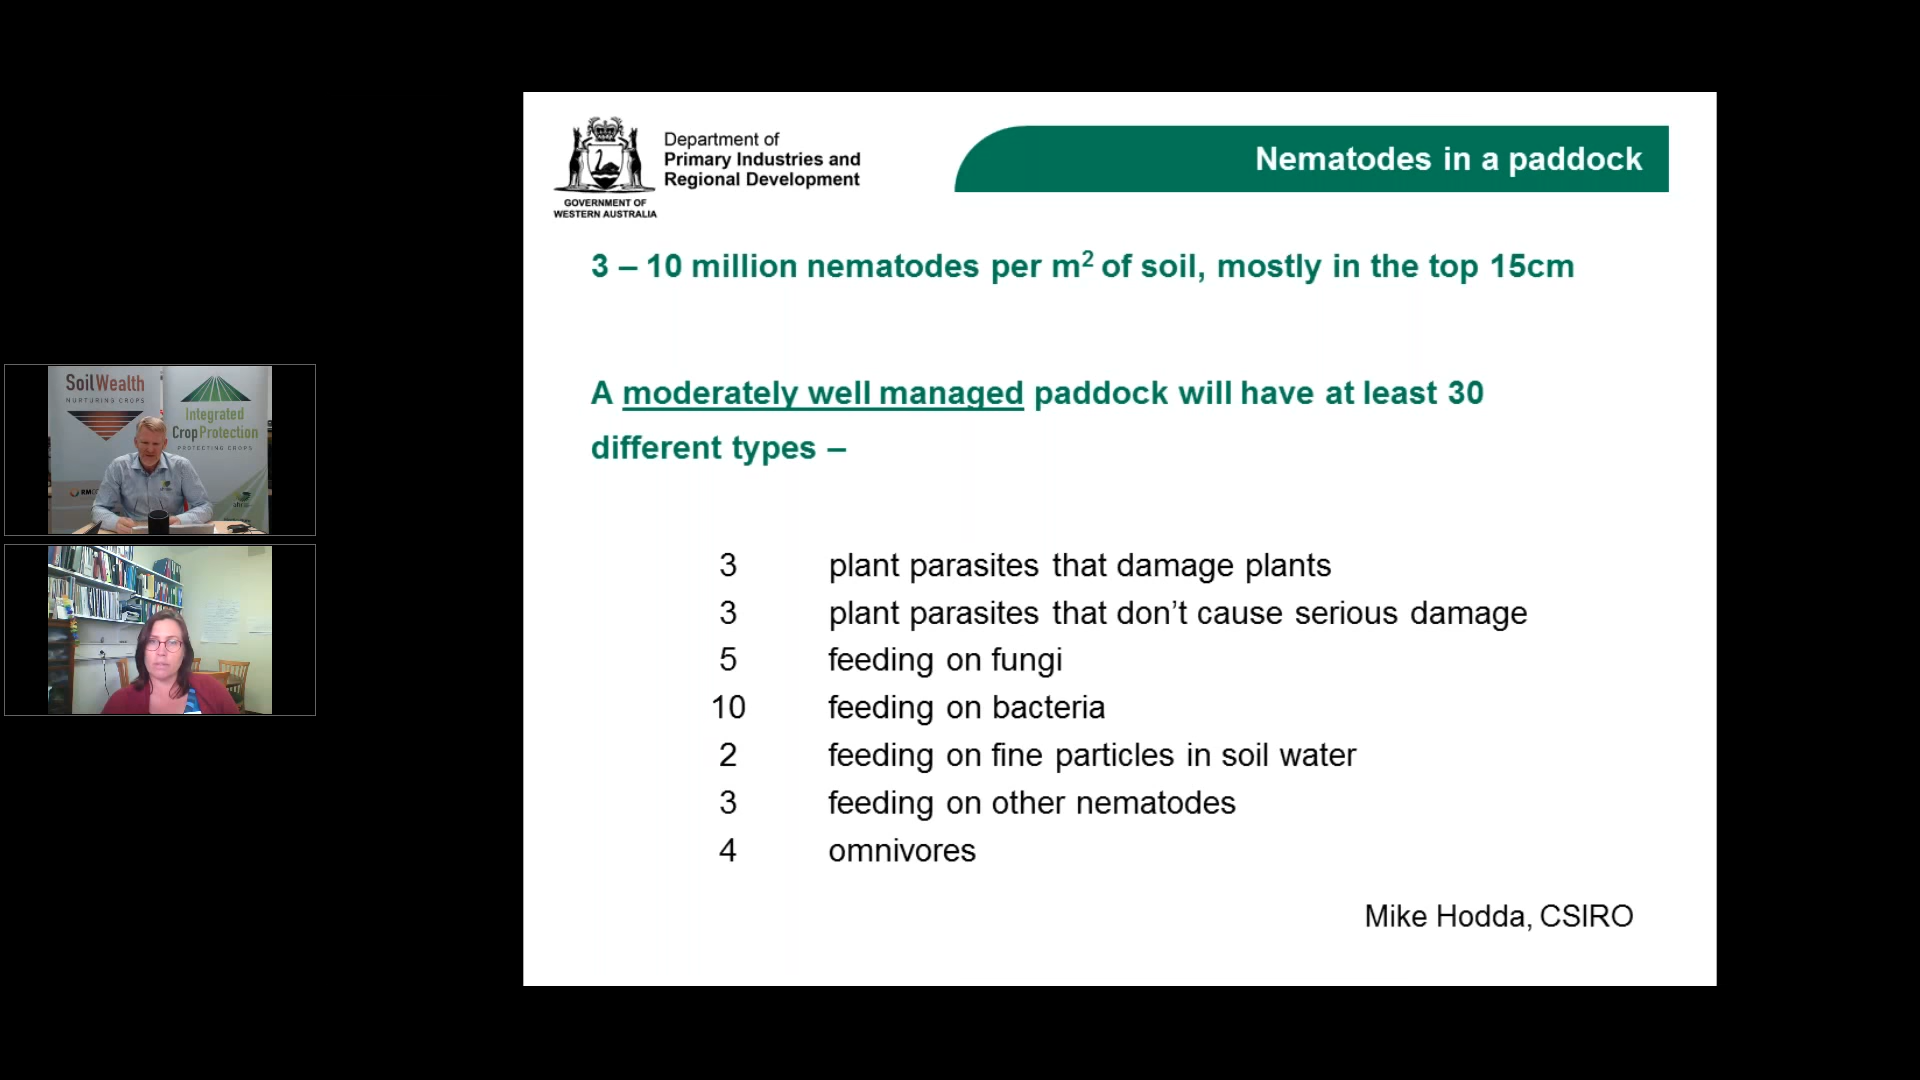 Department of
Primary Industries and
Regional Development
GOVERNMENT OF
WESTERN AUSTRALIA
Nematodes in a paddock
3 – 10 million nematodes per m² of soil, mostly in the top 15cm
A moderately well managed paddock will have at least 30
different types –
3 plant parasites that damage plants
3 plant parasites that don’t cause serious damage
5 feeding on fungi
10 feeding on bacteria
2 feeding on fine particles in soil water
3 feeding on other nematodes
4 omnivores
Mike Hodda, CSIRO
SoilWealth
NURTURING CROPS
Integrated
CropProtection
PROTECTING CROPS